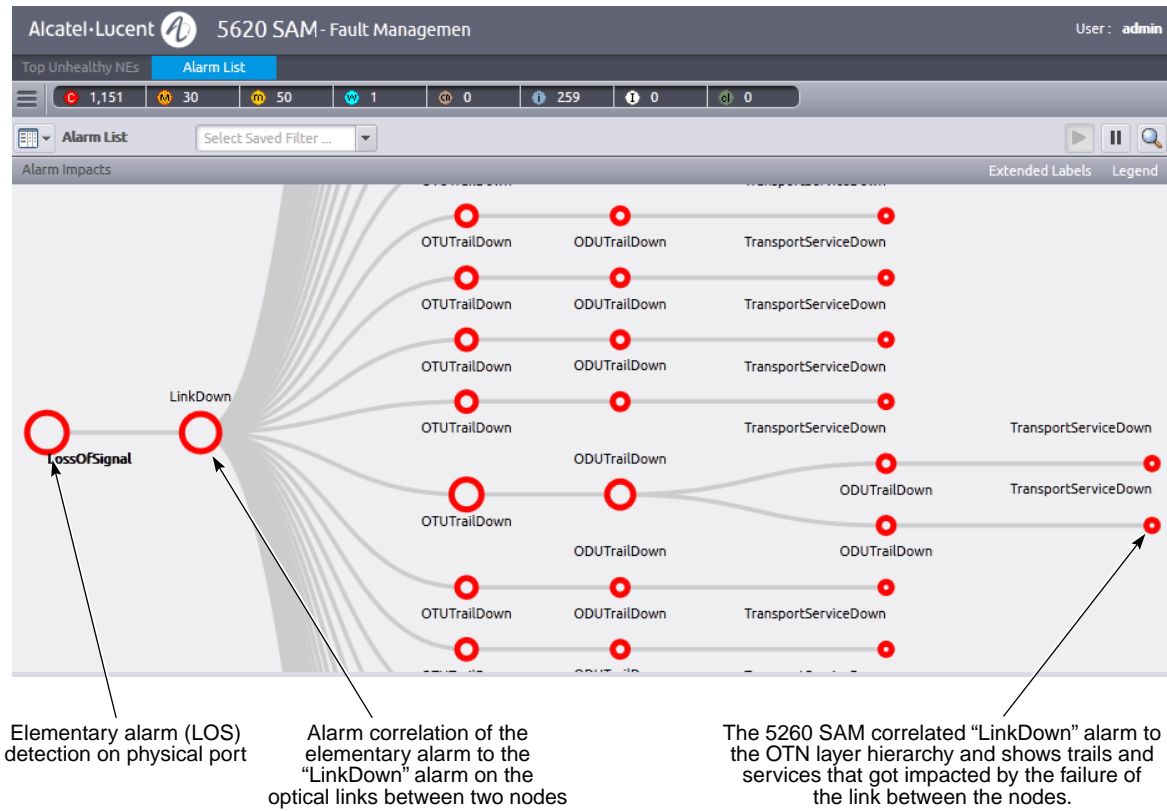 Alcatel·Lucent 5620 SAM - Fault Managemen User : admin
Top Unhealthy NEs Alarm List
C 1,151 M 30 m 50 w 1 cn 0 i 259 I 0 cl 0
Alarm List Select Saved Filter ...
Alarm Impacts Extended Labels Legend
OTUTrailDown ODUTrailDown TransportServiceDown
OTUTrailDown ODUTrailDown TransportServiceDown
OTUTrailDown ODUTrailDown TransportServiceDown
LinkDown
OTUTrailDown TransportServiceDown TransportServiceDown
LossOfSignal ODUTrailDown
ODUTrailDown TransportServiceDown
OTUTrailDown
ODUTrailDown ODUTrailDown
OTUTrailDown ODUTrailDown TransportServiceDown
Elementary alarm (LOS)
detection on physical port
Alarm correlation of the
elementary alarm to the
“LinkDown” alarm on the
optical links between two nodes
The 5260 SAM correlated “LinkDown” alarm to
the OTN layer hierarchy and shows trails and
services that got impacted by the failure of
the link between the nodes.